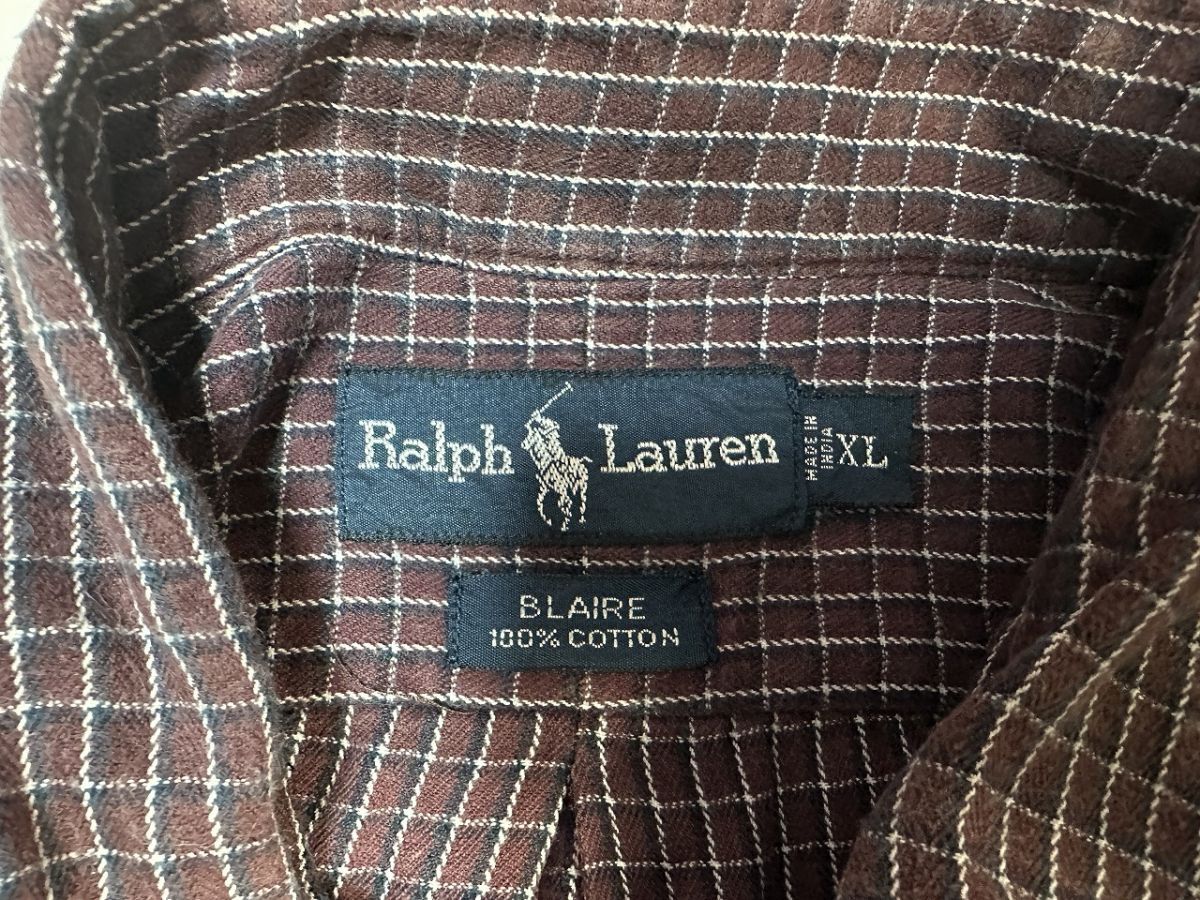 Ralph Lauren
MADE IN
INDIA
XL
BLAIRE
100% COTTON